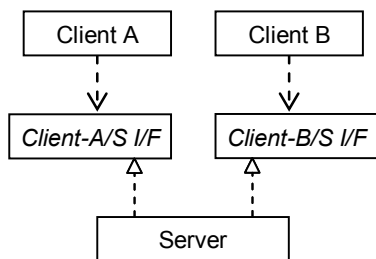 Client A
Client B
Client-A/S I/F
Client-B/S I/F
Server